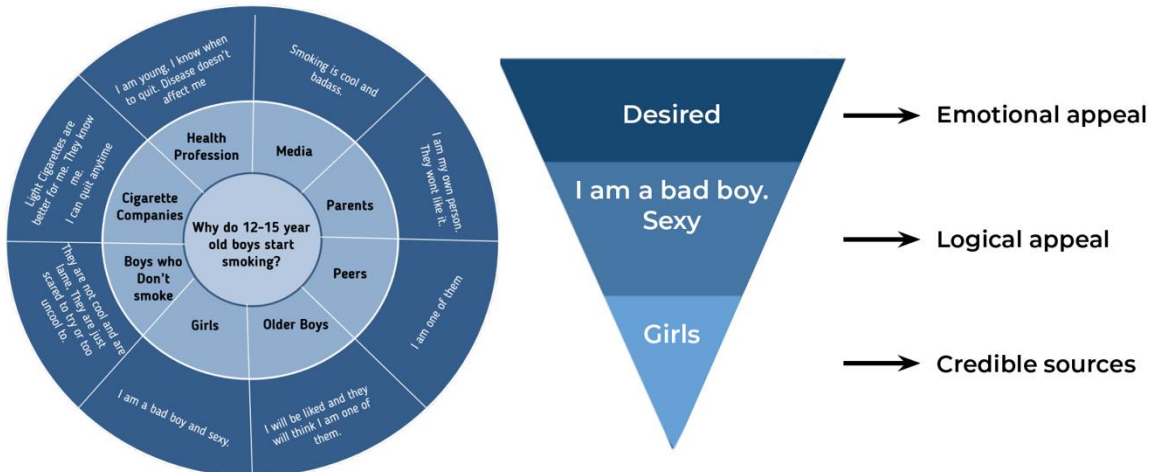 I am young. I know when
to quit. Disease doesn't
affect me
Smoking is cool and
badass.
I am my own person.
They wont like it.
I am one of them
I will be liked and they
will think I am one of
them.
I am a bad boy and sexy.
They are not cool and are
lame. They are just
scared to try or too
uncool to.
Light Cigarettes are
better for me. They know
me.
I can quit anytime
Health
Profession
Media
Parents
Peers
Older Boys
Girls
Boys who
Don't
smoke
Cigarette
Companies
Why do 12-15 year
old boys start
smoking?
Desired
I am a bad boy.
Sexy
Girls
Emotional appeal
Logical appeal
Credible sources